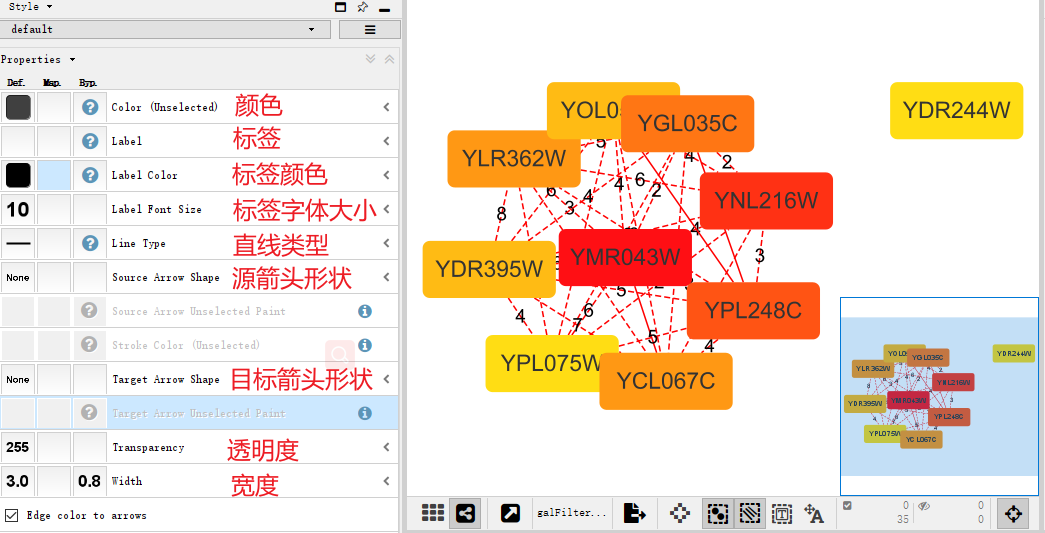 Style
default
Properties
Def. Map. Byp.
Color (Unselected) 颜色
Label 标签
Label Color 标签颜色
10 Label Font Size 标签字体大小
Line Type 直线类型
None Source Arrow Shape 源箭头形状
Source Arrow Unselected Paint
Stroke Color (Unselected)
None Target Arrow Shape 目标箭头形状
Target Arrow Unselected Paint
255 Transparency 透明度
3.0 0.8 Width 宽度
Edge color to arrows
YGL035C
YDR244W
YLR362W
YNL216W
YMR043W
YDR395W
YPL248C
YPL075W
YCL067C
5
4
2
6
4
6
2
4
3
8
4
3
5
6
7
4
5
4
YGL035C
YDR244W
YLR362W
YNL216W
YMR043W
YDR395W
YPL248C
YPL075W
YCL067C
galFilter...
0 0
35 0